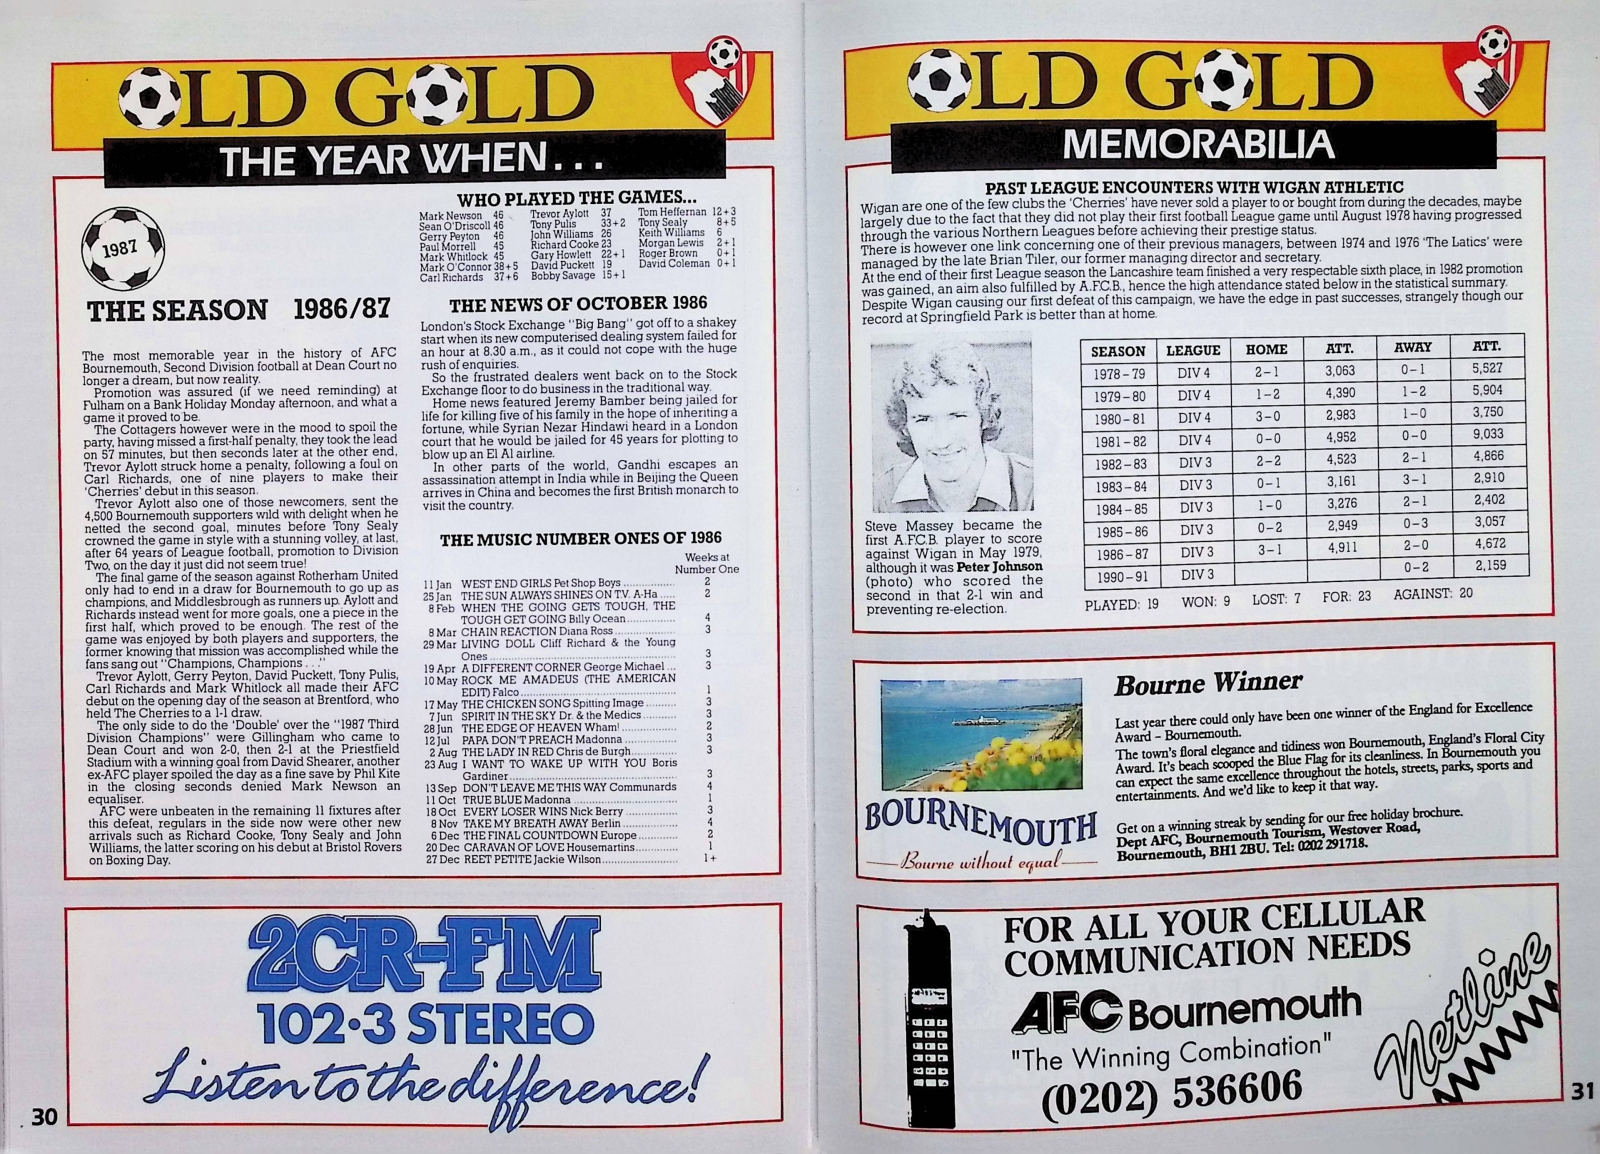 OLD GOLD
THE YEAR WHEN...
1987
THE SEASON 1986/87
The most memorable year in the history of AFC
Bournemouth, Second Division football at Dean Court no
longer a dream, but now reality.
Promotion was assured (if we need reminding) at
Fulham on a Bank Holiday Monday afternoon, and what a
game it proved to be.
The Cottagers however were in the mood to spoil the
party, having missed a first-half penalty, they took the lead
on 57 minutes, but then seconds later at the other end,
Trevor Aylott struck home a penalty, following a foul on
Carl Richards, one of nine players to make their
'Cherries' debut in this season.
Trevor Aylott also one of those newcomers, sent the
4,500 Bournemouth supporters wild with delight when he
netted the second goal, minutes before Tony Sealy
crowned the game in style with a stunning volley, at last,
after 64 years of League football, promotion to Division
Two, on the day it just did not seem true!
The final game of the season against Rotherham United
only had to end in a draw for Bournemouth to go up as
champions, and Middlesbrough as runners up. Aylott and
Richards instead went for more goals, one a piece in the
first half, which proved to be enough. The rest of the
game was enjoyed by both players and supporters, the
former knowing that mission was accomplished while the
fans sang out "Champions, Champions . . ."
Trevor Aylott, Gerry Peyton, David Puckett, Tony Pulis,
Carl Richards and Mark Whitlock all made their AFC
debut on the opening day of the season at Brentford, who
held The Cherries to a 1-1 draw.
The only side to do the 'Double' over the "1987 Third
Division Champions" were Gillingham who came to
Dean Court and won 2-0, then 2-1 at the Priestfield
Stadium with a winning goal from David Shearer, another
ex-AFC player spoiled the day as a fine save by Phil Kite
in the closing seconds denied Mark Newson an
equaliser.
AFC were unbeaten in the remaining 11 fixtures after
this defeat, regulars in the side now were other new
arrivals such as Richard Cooke, Tony Sealy and John
Williams, the latter scoring on his debut at Bristol Rovers
on Boxing Day.
WHO PLAYED THE GAMES...
Mark Newson 46 Trevor Aylott 37 Tom Heffernan 12+3
Sean O'Driscoll 46 Tony Pulis 33+2 Tony Sealy 8+5
Gerry Peyton 46 John Williams 26 Keith Williams 6
Paul Morrell 45 Richard Cooke 23 Morgan Lewis 2+1
Mark Whitlock 45 Gary Howlett 22+1 Roger Brown 0+1
Mark O'Connor 38+5 David Puckett 19 David Coleman 0+1
Carl Richards 37+6 Bobby Savage 15+1
THE NEWS OF OCTOBER 1986
London's Stock Exchange "Big Bang" got off to a shakey
start when its new computerised dealing system failed for
an hour at 8.30 a.m., as it could not cope with the huge
rush of enquiries.
So the frustrated dealers went back on to the Stock
Exchange floor to do business in the traditional way.
Home news featured Jeremy Bamber being jailed for
life for killing five of his family in the hope of inheriting a
fortune, while Syrian Nezar Hindawi heard in a London
court that he would be jailed for 45 years for plotting to
blow up an El Al airline.
In other parts of the world, Gandhi escapes an
assassination attempt in India while in Beijing the Queen
arrives in China and becomes the first British monarch to
visit the country.
THE MUSIC NUMBER ONES OF 1986
Weeks at
Number One
11 Jan WEST END GIRLS Pet Shop Boys 2
25 Jan THE SUN ALWAYS SHINES ON T.V. A-Ha 2
8 Feb WHEN THE GOING GETS TOUGH, THE
TOUGH GET GOING Billy Ocean 4
8 Mar CHAIN REACTION Diana Ross 3
29 Mar LIVING DOLL Cliff Richard & the Young
Ones 3
19 Apr A DIFFERENT CORNER George Michael 3
10 May ROCK ME AMADEUS (THE AMERICAN
EDIT) Falco 1
17 May THE CHICKEN SONG Spitting Image 3
7 Jun SPIRIT IN THE SKY Dr. & the Medics 3
28 Jun THE EDGE OF HEAVEN Wham! 2
12 Jul PAPA DON'T PREACH Madonna 3
2 Aug THE LADY IN RED Chris de Burgh 3
23 Aug I WANT TO WAKE UP WITH YOU Boris
Gardiner 3
13 Sep DON'T LEAVE ME THIS WAY Communards 4
11 Oct TRUE BLUE Madonna 1
18 Oct EVERY LOSER WINS Nick Berry 3
8 Nov TAKE MY BREATH AWAY Berlin 4
6 Dec THE FINAL COUNTDOWN Europe 2
20 Dec CARAVAN OF LOVE Housemartins 1
27 Dec REET PETITE Jackie Wilson 1+
2CR-FM
102·3 STEREO
Listen to the difference!
30
OLD GOLD
MEMORABILIA
PAST LEAGUE ENCOUNTERS WITH WIGAN ATHLETIC
Wigan are one of the few clubs the 'Cherries' have never sold a player to or bought from during the decades, maybe
largely due to the fact that they did not play their first football League game until August 1978 having progressed
through the various Northern Leagues before achieving their prestige status.
There is however one link concerning one of their previous managers, between 1974 and 1976 'The Latics' were
managed by the late Brian Tiler, our former managing director and secretary.
At the end of their first League season the Lancashire team finished a very respectable sixth place, in 1982 promotion
was gained, an aim also fulfilled by A.F.C.B., hence the high attendance stated below in the statistical summary.
Despite Wigan causing our first defeat of this campaign, we have the edge in past successes, strangely though our
record at Springfield Park is better than at home.
Steve Massey became the
first A.F.C.B. player to score
against Wigan in May 1979,
although it was Peter Johnson
(photo) who scored the
second in that 2-1 win and
preventing re-election.
SEASON LEAGUE HOME ATT. AWAY ATT.
1978-79 DIV 4 2-1 3,063 0-1 5,527
1979-80 DIV 4 1-2 4,390 1-2 5,904
1980-81 DIV 4 3-0 2,983 1-0 3,750
1981-82 DIV 4 0-0 4,952 0-0 9,033
1982-83 DIV 3 2-2 4,523 2-1 4,866
1983-84 DIV 3 0-1 3,161 3-1 2,910
1984-85 DIV 3 1-0 3,276 2-1 2,402
1985-86 DIV 3 0-2 2,949 0-3 3,057
1986-87 DIV 3 3-1 4,911 2-0 4,672
1990-91 DIV 3 0-2 2,159
PLAYED: 19 WON: 9 LOST: 7 FOR: 23 AGAINST: 20
BOURNEMOUTH
Bourne without equal
Bourne Winner
Last year there could only have been one winner of the England for Excellence
Award – Bournemouth.
The town's floral elegance and tidiness won Bournemouth, England's Floral City
Award. It's beach scooped the Blue Flag for its cleanliness. In Bournemouth you
can expect the same excellence throughout the hotels, streets, parks, sports and
entertainments. And we'd like to keep it that way.
Get on a winning streak by sending for our free holiday brochure.
Dept AFC, Bournemouth Tourism, Westover Road,
Bournemouth, BH1 2BU. Tel: 0202 291718.
FOR ALL YOUR CELLULAR
COMMUNICATION NEEDS
AFC Bournemouth
"The Winning Combination"
(0202) 536606
Netline
31